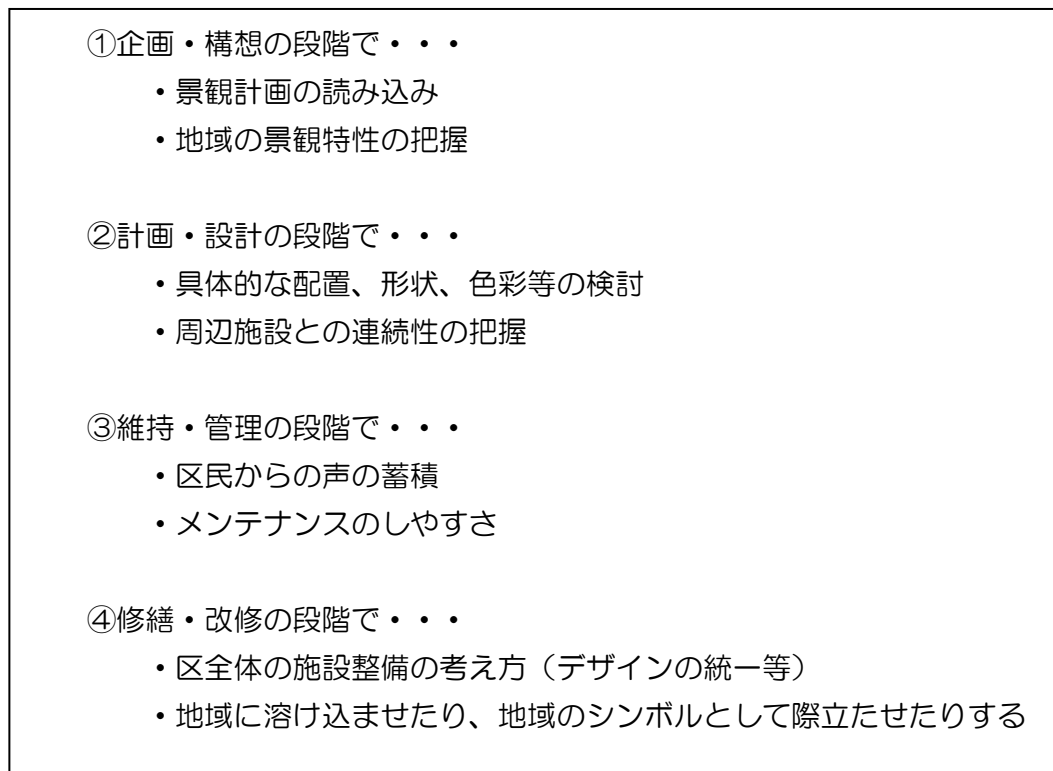 ①企画・構想の段階で・・・
・景観計画の読み込み
・地域の景観特性の把握
②計画・設計の段階で・・・
・具体的な配置、形状、色彩等の検討
・周辺施設との連続性の把握
③維持・管理の段階で・・・
・区民からの声の蓄積
・メンテナンスのしやすさ
④修繕・改修の段階で・・・
・区全体の施設整備の考え方（デザインの統一等）
・地域に溶け込ませたり、地域のシンボルとして際立たせたりする